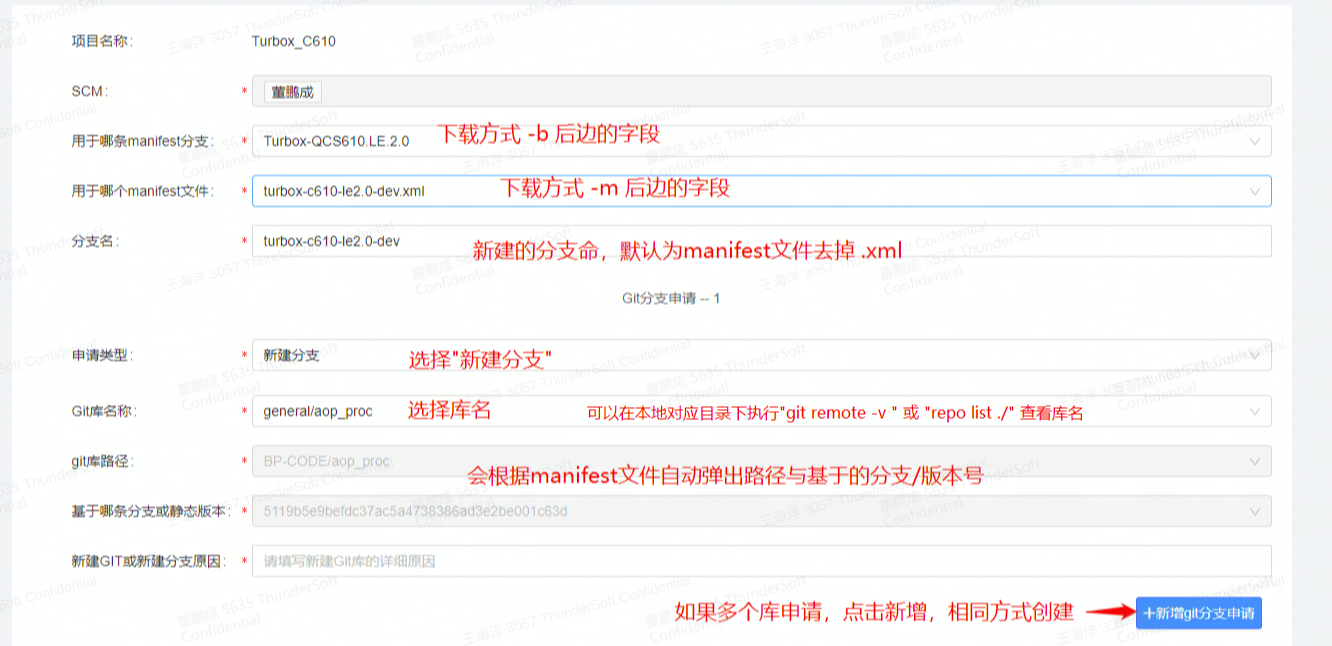 项目名称: Turbox_C610
SCM: * 董鹏成
用于哪条manifest分支: * Turbox-QCS610.LE.2.0 下载方式 -b 后边的字段
用于哪个manifest文件: * turbox-c610-le2.0-dev.xml 下载方式 -m 后边的字段
分支名: * turbox-c610-le2.0-dev 新建的分支命，默认为manifest文件去掉 .xml
Git分支申请 -- 1
申请类型: * 新建分支 选择"新建分支"
Git库名称: * general/aop_proc 选择库名 可以在本地对应目录下执行"git remote -v " 或 "repo list ./" 查看库名
git库路径: * BP-CODE/aop_proc
会根据manifest文件自动弹出路径与基于的分支/版本号
基于哪条分支或静态版本: * 5119b5e9befdc37ac5a4738386ad3e2be001c63d
新建GIT或新建分支原因: * 请填写新建Git库的详细原因
如果多个库申请，点击新增，相同方式创建 +新增git分支申请
王海洋 3057 ThunderSoft Confidential
董鹏成 5635 ThunderSoft Confidential